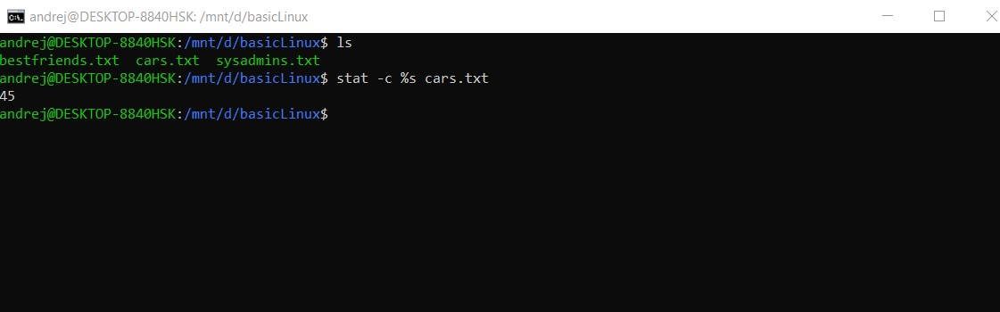 andrej@DESKTOP-8840HSK: /mnt/d/basicLinux
andrej@DESKTOP-8840HSK:/mnt/d/basicLinux$ ls
bestfriends.txt  cars.txt  sysadmins.txt
andrej@DESKTOP-8840HSK:/mnt/d/basicLinux$ stat -c %s cars.txt
45
andrej@DESKTOP-8840HSK:/mnt/d/basicLinux$